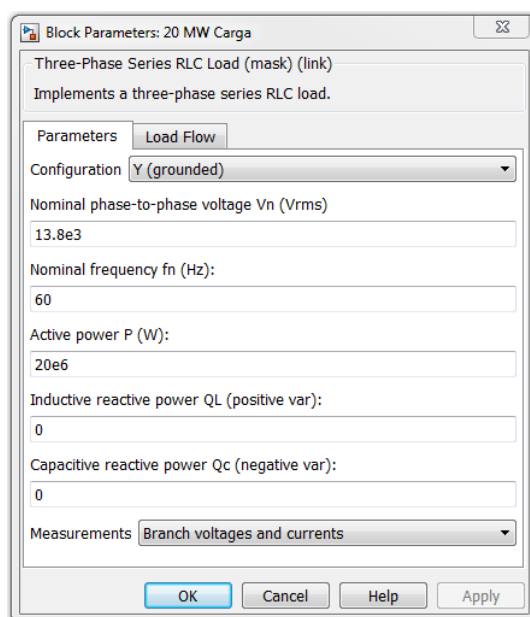 Block Parameters: 20 MW Carga
Three-Phase Series RLC Load (mask) (link)
Implements a three-phase series RLC load.
Parameters Load Flow
Configuration Y (grounded)
Nominal phase-to-phase voltage Vn (Vrms)
13.8e3
Nominal frequency fn (Hz):
60
Active power P (W):
20e6
Inductive reactive power QL (positive var):
0
Capacitive reactive power Qc (negative var):
0
Measurements Branch voltages and currents
OK Cancel Help Apply